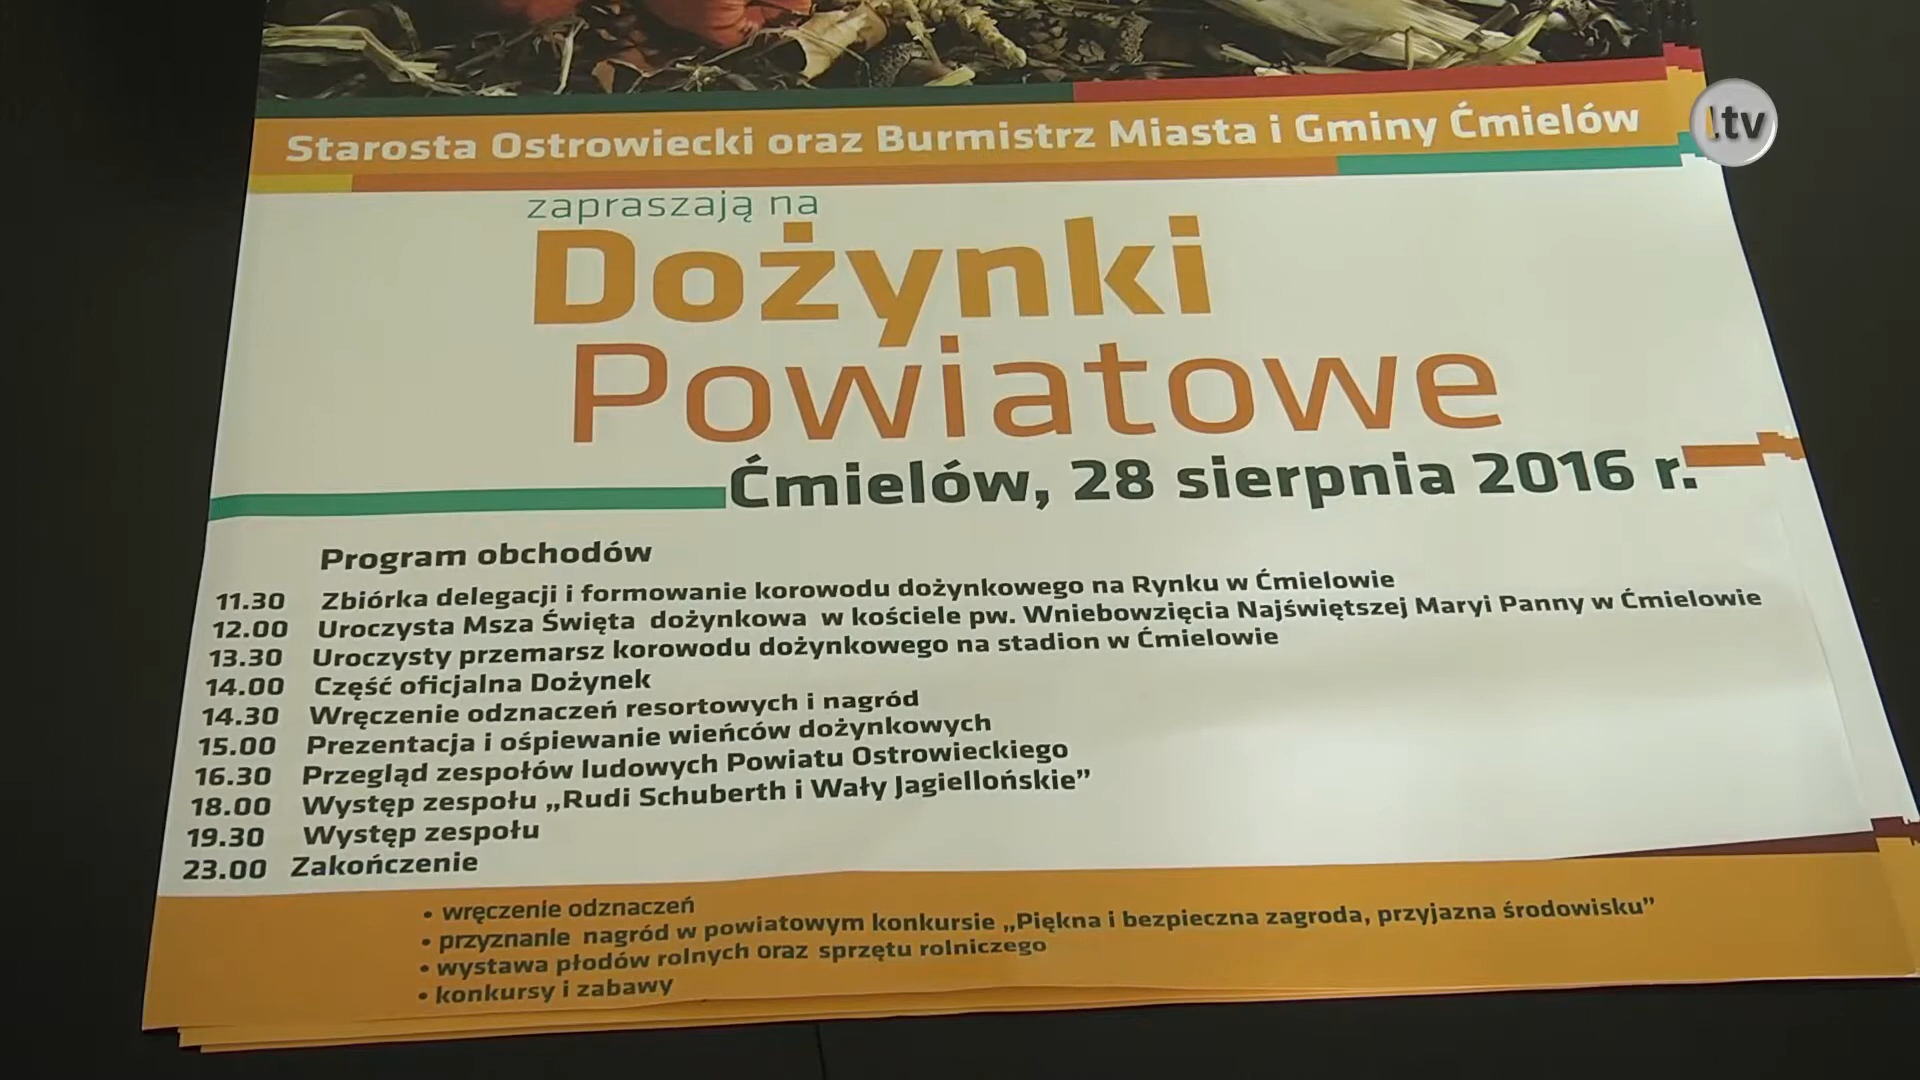 Starosta Ostrowiecki oraz Burmistrz Miasta i Gminy Ćmielów
.tv
zapraszają na
Dożynki
Powiatowe
Ćmielów, 28 sierpnia 2016 r.
Program obchodów
11.30 Zbiórka delegacji i formowanie korowodu dożynkowego na Rynku w Ćmielowie
12.00 Uroczysta Msza Święta dożynkowa w kościele pw. Wniebowzięcia Najświętszej Maryi Panny w Ćmielowie
13.30 Uroczysty przemarsz korowodu dożynkowego na stadion w Ćmielowie
14.00 Część oficjalna Dożynek
14.30 Wręczenie odznaczeń resortowych i nagród
15.00 Prezentacja i ośpiewanie wieńców dożynkowych
16.30 Przegląd zespołów ludowych Powiatu Ostrowieckiego
18.00 Występ zespołu „Rudi Schuberth i Wały Jagiellońskie”
19.30 Występ zespołu
23.00 Zakończenie
• wręczenie odznaczeń
• przyznanie nagród w powiatowym konkursie „Piękna i bezpieczna zagroda, przyjazna środowisku”
• wystawa płodów rolnych oraz sprzętu rolniczego
• konkursy i zabawy